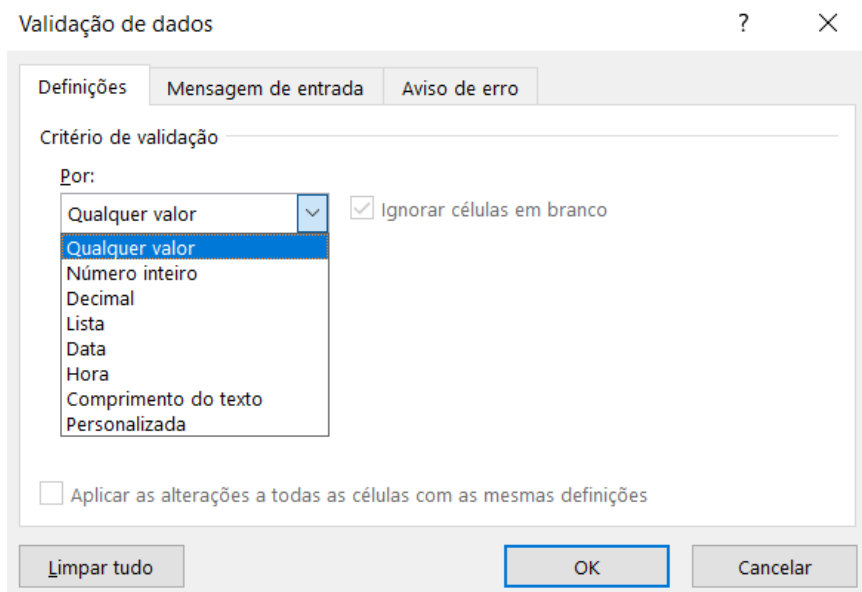 Validação de dados ?
Definições Mensagem de entrada Aviso de erro
Critério de validação
Por:
Qualquer valor Ignorar células em branco
Qualquer valor
Número inteiro
Decimal
Lista
Data
Hora
Comprimento do texto
Personalizada
Aplicar as alterações a todas as células com as mesmas definições
Limpar tudo OK Cancelar